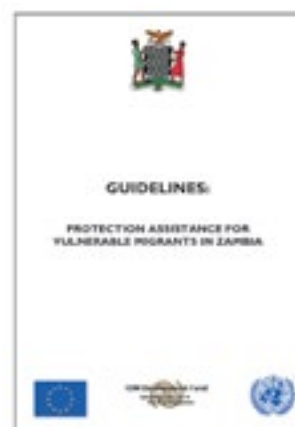 GUIDELINES:
PROTECTION ASSISTANCE FOR
VULNERABLE MIGRANTS IN ZAMBIA